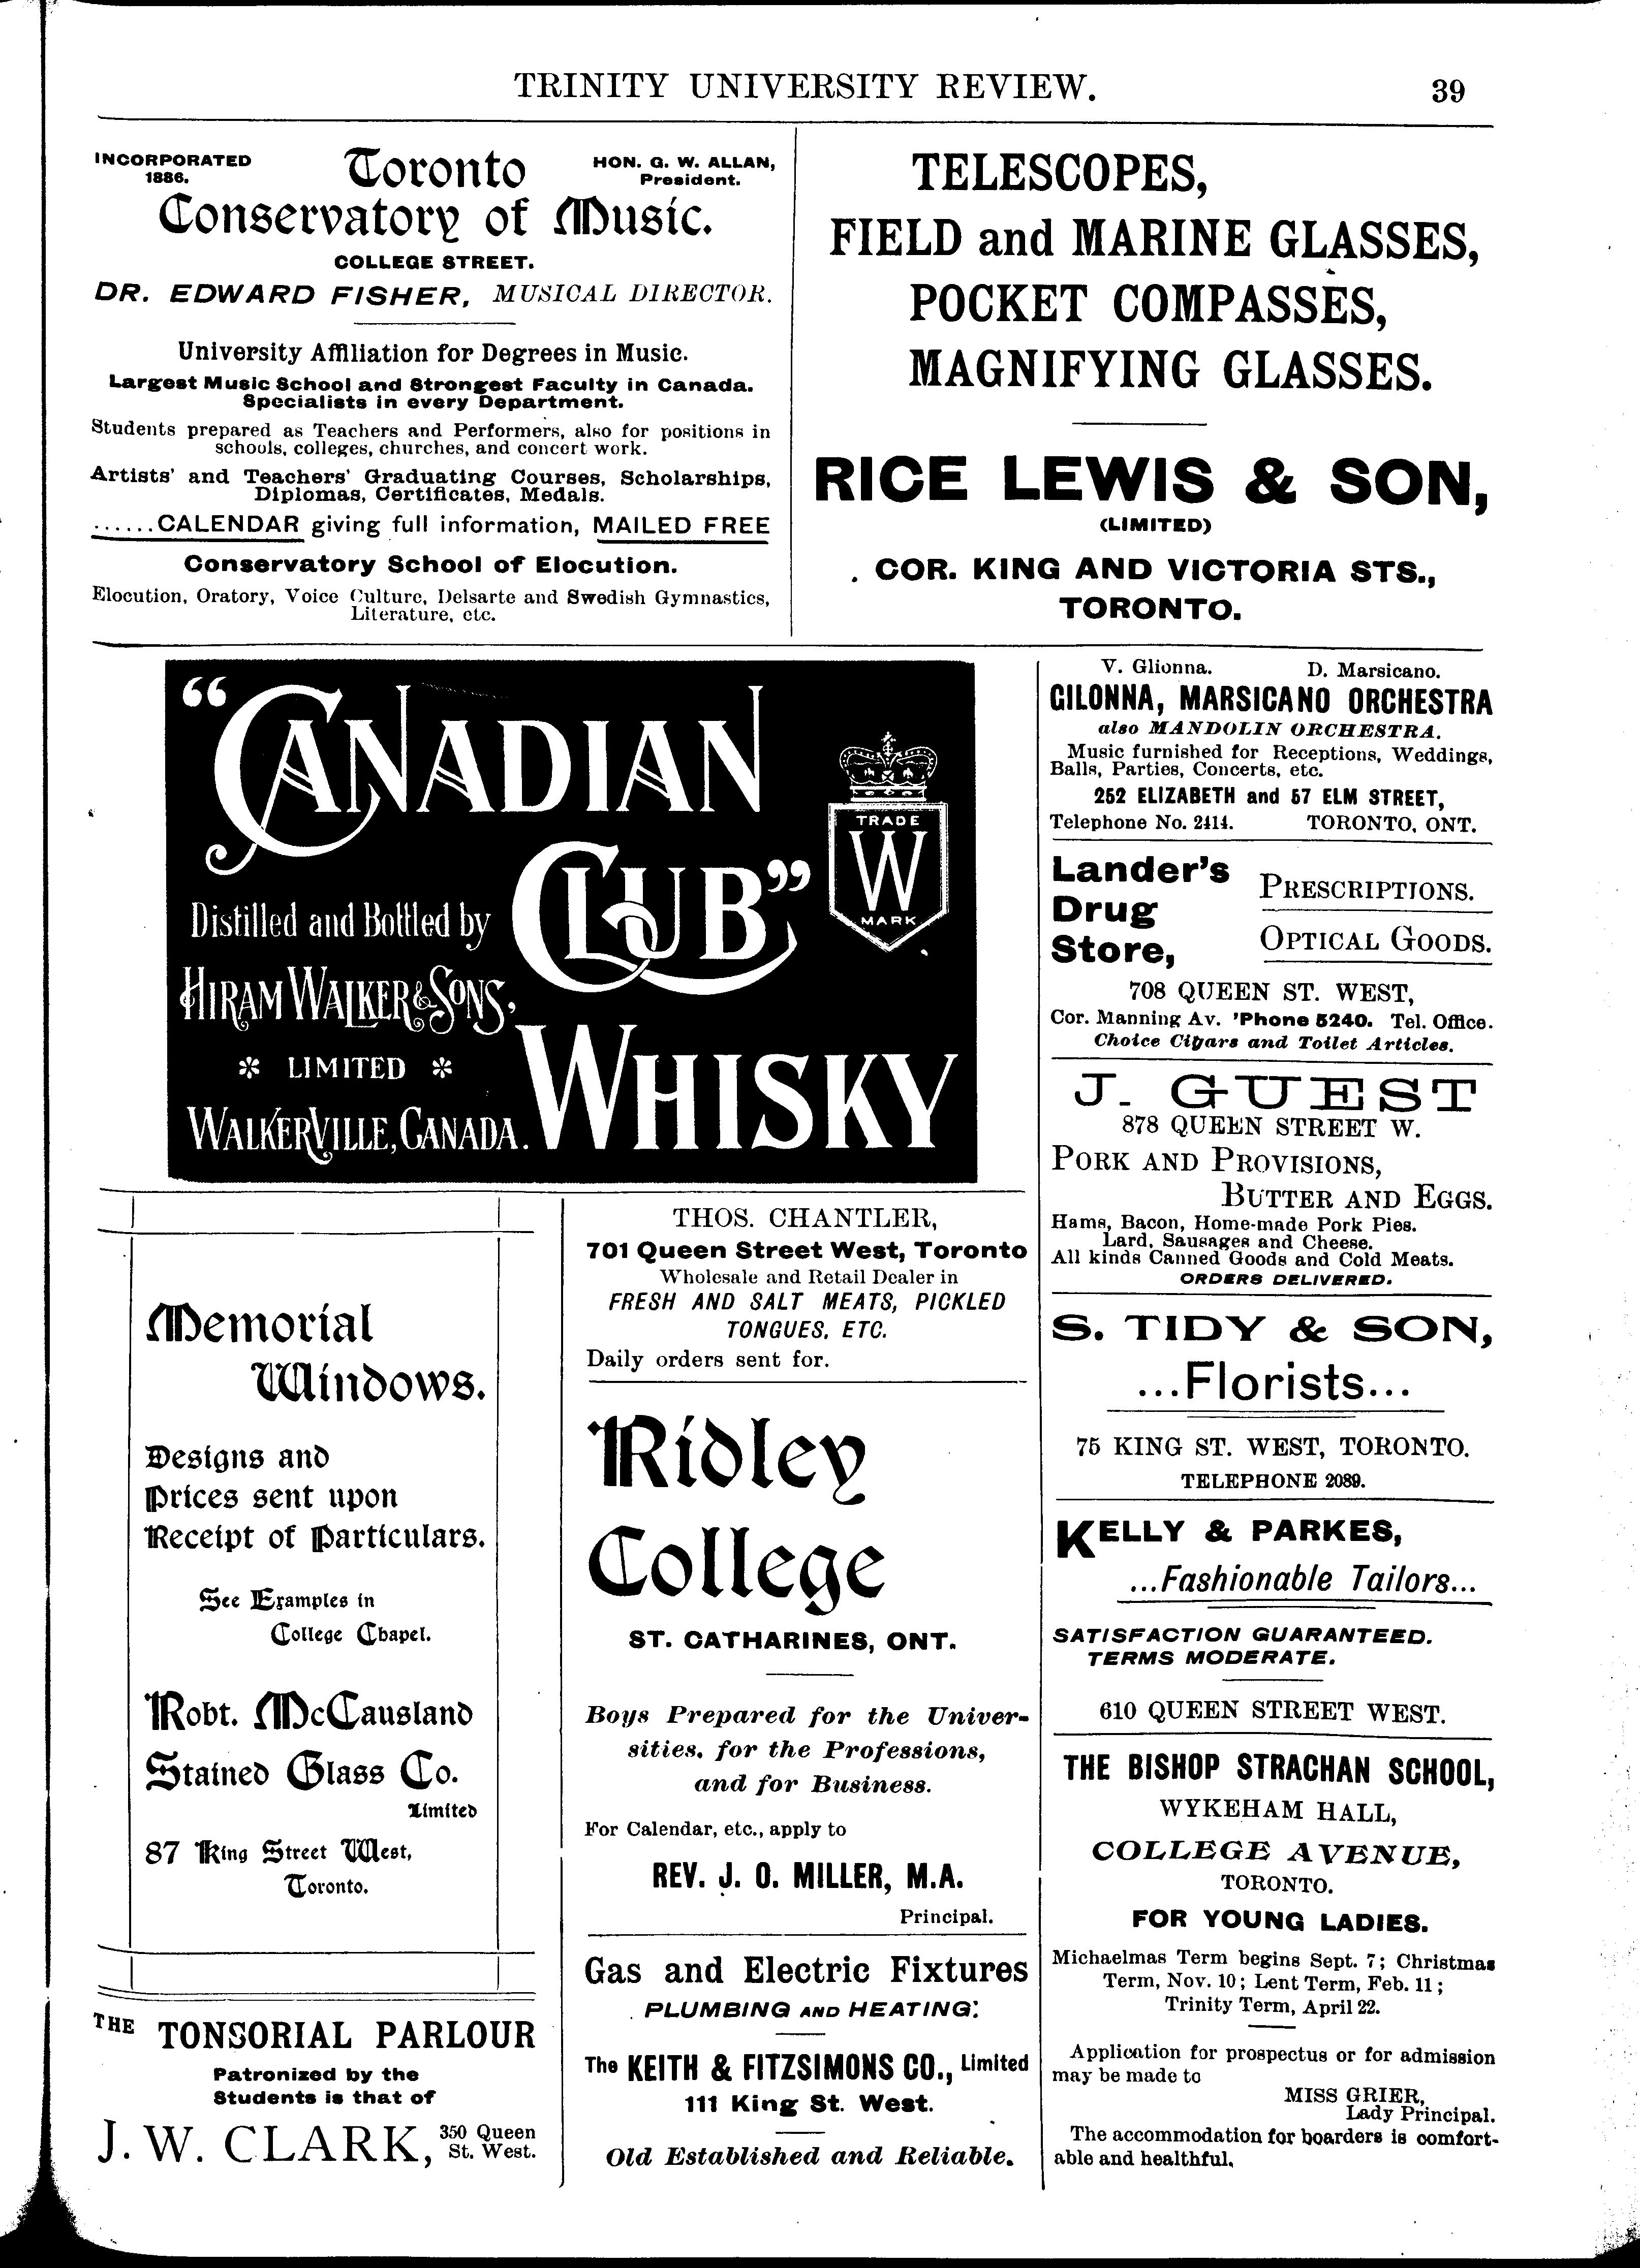 TRINITY UNIVERSITY REVIEW. 39
INCORPORATED
1886.
Toronto
HON. G. W. ALLAN,
President.
Conservatory of Music.
COLLEGE STREET.
DR. EDWARD FISHER, MUSICAL DIRECTOR.
University Affiliation for Degrees in Music.
Largest Music School and Strongest Faculty in Canada.
Specialists in every Department.
Students prepared as Teachers and Performers, also for positions in
schools, colleges, churches, and concert work.
Artists' and Teachers' Graduating Courses, Scholarships,
Diplomas, Certificates, Medals.
......CALENDAR giving full information, MAILED FREE
Conservatory School of Elocution.
Elocution, Oratory, Voice Culture, Delsarte and Swedish Gymnastics,
Literature, etc.
TELESCOPES,
FIELD and MARINE GLASSES,
POCKET COMPASSES,
MAGNIFYING GLASSES.
RICE LEWIS & SON,
(LIMITED)
COR. KING AND VICTORIA STS.,
TORONTO.
"CANADIAN
CLUB"
WHISKY
Distilled and Bottled by
HIRAM WALKER & SONS,
* LIMITED *
WALKERVILLE, CANADA.
TRADE
W
MARK
V. Glionna. D. Marsicano.
GILONNA, MARSICANO ORCHESTRA
also MANDOLIN ORCHESTRA.
Music furnished for Receptions, Weddings,
Balls, Parties, Concerts, etc.
252 ELIZABETH and 57 ELM STREET,
Telephone No. 2414. TORONTO, ONT.
Lander's
Drug
Store,
PRESCRIPTIONS.
OPTICAL GOODS.
708 QUEEN ST. WEST,
Cor. Manning Av. 'Phone 5240. Tel. Office.
Choice Cigars and Toilet Articles.
J. GUEST
878 QUEEN STREET W.
PORK AND PROVISIONS,
BUTTER AND EGGS.
Hams, Bacon, Home-made Pork Pies.
Lard, Sausages and Cheese.
All kinds Canned Goods and Cold Meats.
ORDERS DELIVERED.
S. TIDY & SON,
...Florists...
75 KING ST. WEST, TORONTO.
TELEPHONE 2089.
KELLY & PARKES,
...Fashionable Tailors...
SATISFACTION GUARANTEED.
TERMS MODERATE.
610 QUEEN STREET WEST.
THE BISHOP STRACHAN SCHOOL,
WYKEHAM HALL,
COLLEGE AVENUE,
TORONTO.
FOR YOUNG LADIES.
Michaelmas Term begins Sept. 7; Christmas
Term, Nov. 10; Lent Term, Feb. 11;
Trinity Term, April 22.
Application for prospectus or for admission
may be made to
MISS GRIER,
Lady Principal.
The accommodation for boarders is comfort-
able and healthful.
Memorial
Windows.
Designs and
Prices sent upon
Receipt of Particulars.
See Examples in
College Chapel.
Robt. McCausland
Stained Glass Co.
Limited
87 King Street West,
Toronto.
THE TONSORIAL PARLOUR
Patronized by the
Students is that of
J. W. CLARK, 350 Queen
St. West.
THOS. CHANTLER,
701 Queen Street West, Toronto
Wholesale and Retail Dealer in
FRESH AND SALT MEATS, PICKLED
TONGUES, ETC.
Daily orders sent for.
Ridley
College
ST. CATHARINES, ONT.
Boys Prepared for the Univer-
sities, for the Professions,
and for Business.
For Calendar, etc., apply to
REV. J. O. MILLER, M.A.
Principal.
Gas and Electric Fixtures
PLUMBING AND HEATING:
The KEITH & FITZSIMONS CO., Limited
111 King St. West.
Old Established and Reliable.